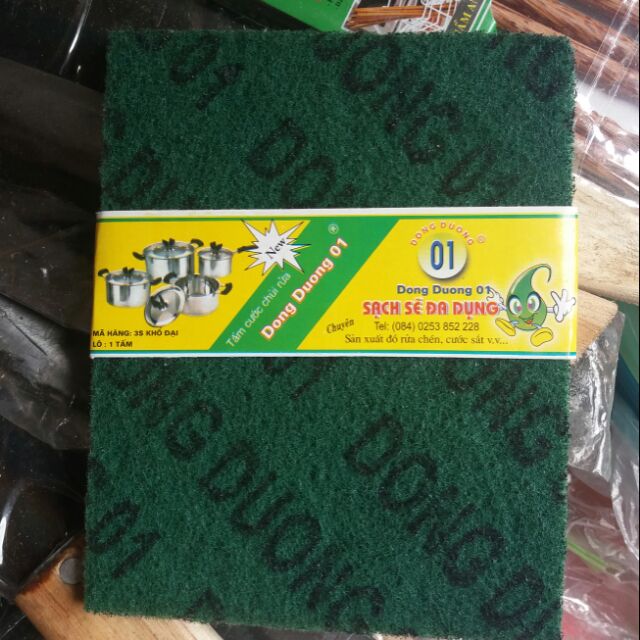 DONG DUONG 01
New
Tấm cước chùi rửa
Dong Duong 01 ®
MÃ HÀNG: 3S KHỔ DẠI
LÔ : 1 TẤM
DONG DUONG ®
01
Dong Duong 01
SẠCH SẼ ĐA DỤNG
Chuyên
Tel: (084) 0253 852 228
Sản xuất đồ rửa chén, cước sắt v.v...
01
DONG DUONG
DONG D